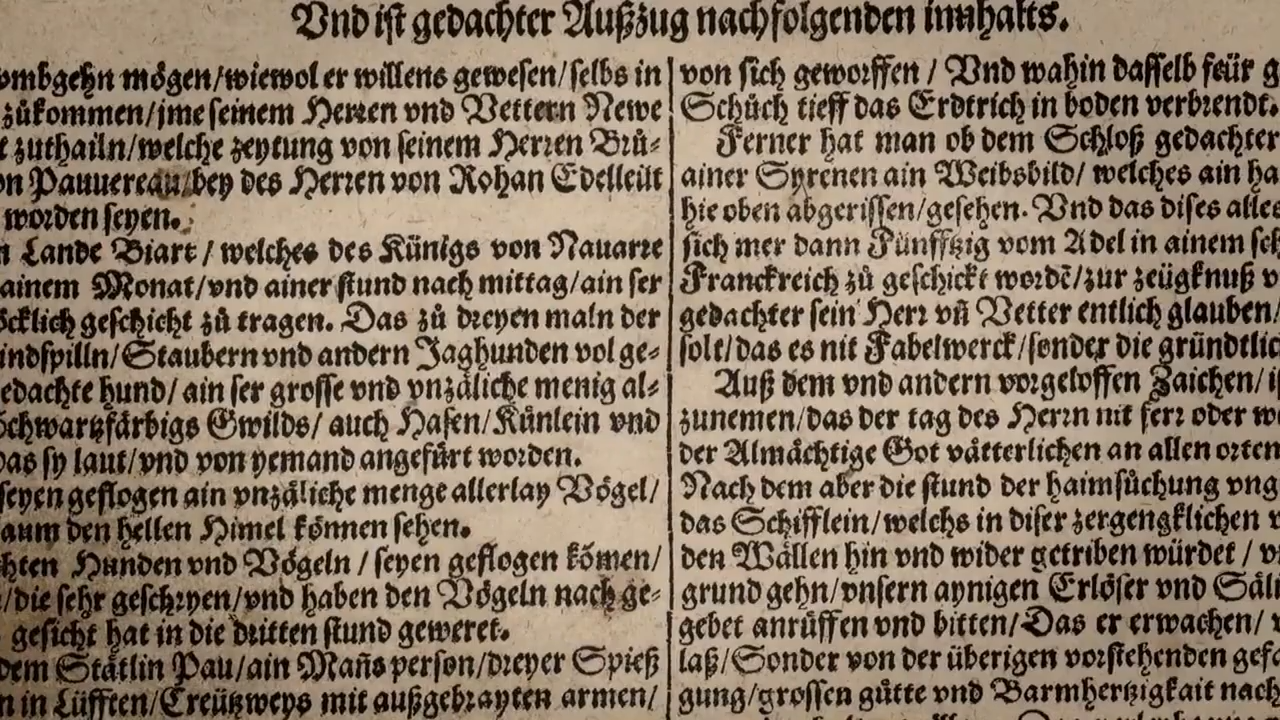 Vnd ist gedachter Außzug nachfolgenden innhalts.
ombgehn mögen/wiewol er willens gewesen/selbs in
zůkommen/jme seinem Herren vnd Vettern Newe
zuthailn/welche zeytung von seinem Herren Brů-
on Pauuereau/bey des Herren von Rohan Edelleüt
worden seyen.
Lande Biart / welches des Künigs von Nauarre
ainem Monat/vnd ainer stund nach mittag/ain ser
öcklich geschicht zů tragen. Das zů dreyen maln der
indspilln/Staubern vnd andern Jaghunden vol ge-
edachte hund/ ain ser grosse vnd vnzäliche menig al-
schwartzfärbigs Gwilds/ auch Hasen/Künlein vnd
das sy laut/vnd von yemand angefürt worden.
seyen geflogen ain vnzäliche menge allerlay Vögel/
aum den hellen Himel können sehen.
chten Hunden vnd Vögeln / seyen geflogen kömen/
/die sehr geschryen/vnd haben den Vögeln nach ge-
gesicht hat in die dritten stund geweret.
dem Stätlin Pau/ain Mañs person/dreyer Spieß
n in Lüfften/Creützweys mit außgebrayten armen/
von sich geworffen / Vnd wahin dasselb feür g
Schůch tieff das Erdtrich in boden verbrendt.
Ferner hat man ob dem Schloß gedachter
ainer Syrenen ain Weibsbild/ welches ain ha
hie oben abgerissen/gesehen. Vnd das dises alles
sich mer dann Fünfftzig vom Adel in ainem sch
Franckreich zů geschickt wordē/zur zeügknuß v
gedachter sein Herr vñ Vetter entlich glauben/
solt/das es nit Fabelwerck/sonder die gründtlic
Auß dem vnd andern vorgeloffen Zaichen/ i
zunemen/das der tag des Herrn nit ferr oder w
der Almächtige Got vätterlichen an allen orten
Nach dem aber die stund der haimsůchung vng
das Schifflein/welchs in diser zergengklichen
den Wällen hin vnd wider getriben würdet / v
grund gehn/vnsern aynigen Erlöser vnd Säl
gebet anrüffen vnd bitten/Das er erwachen/
laß/Sonder von der überigen vorstehenden gef
gung/grossen gütte vnd Barmhertzigkait nach